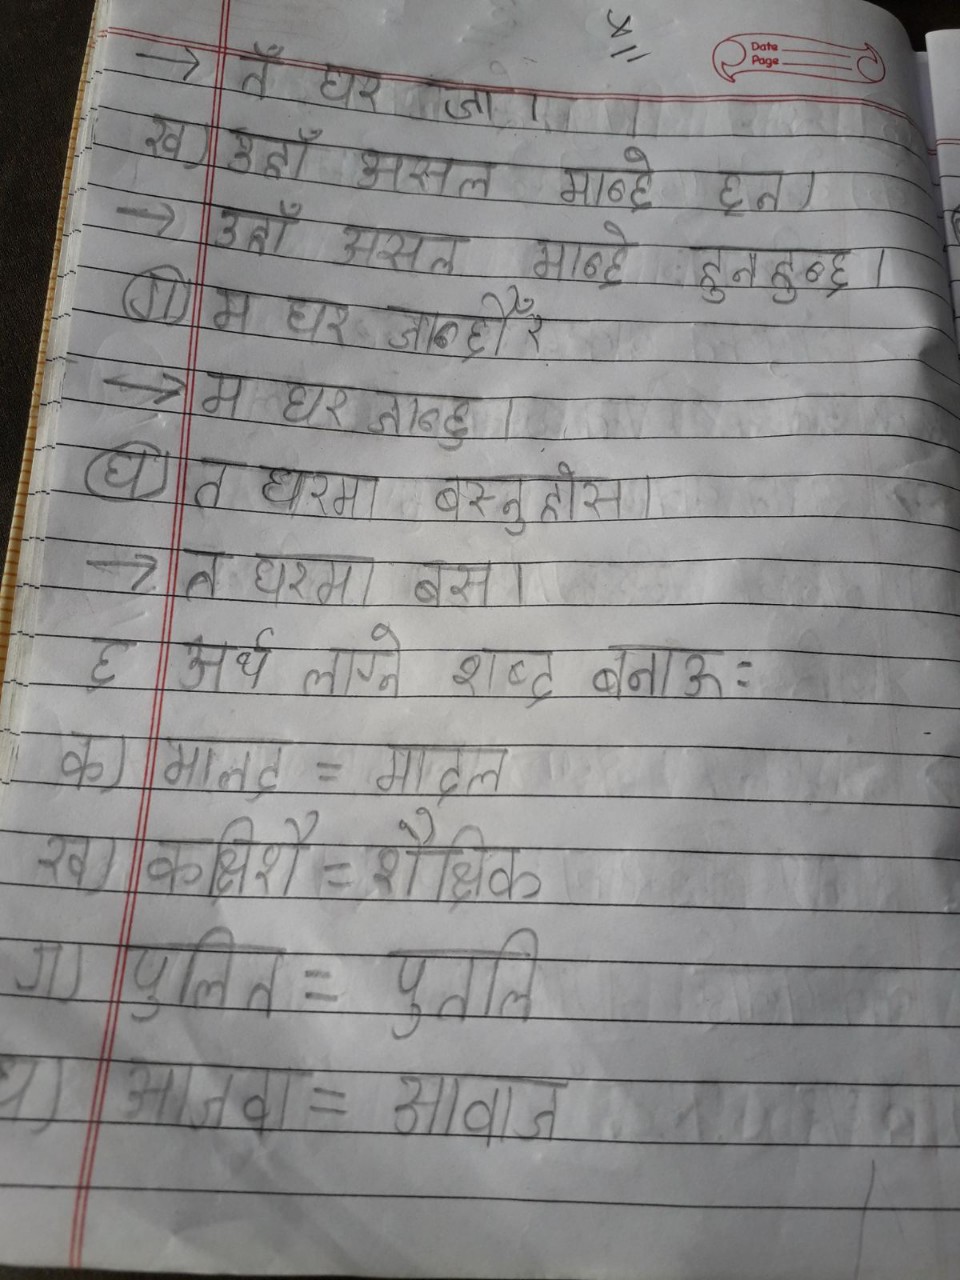 Date
Page
→ तँ घर जा ।
ख) उहाँ असल मान्छे छन ।
→ उहाँ असल मान्छे हुनहुन्छ ।
ग) म घर जान्छौँ र
→ म घर जान्छु ।
घ) त घरमा बस्नुहोस ।
→ त घरमा बस ।
६ अर्थ लाग्ने शब्द बनाऊ :
क) मालद = मादल
ख) कक्षिशै = शैक्षिक
ग) पुलित = पुतलि
घ) आजवा = आवाज